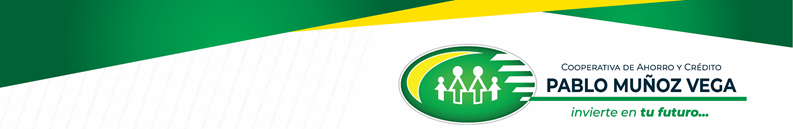 COOPERATIVA DE AHORRO Y CRÉDITO
PABLO MUÑOZ VEGA
invierte en tu futuro...